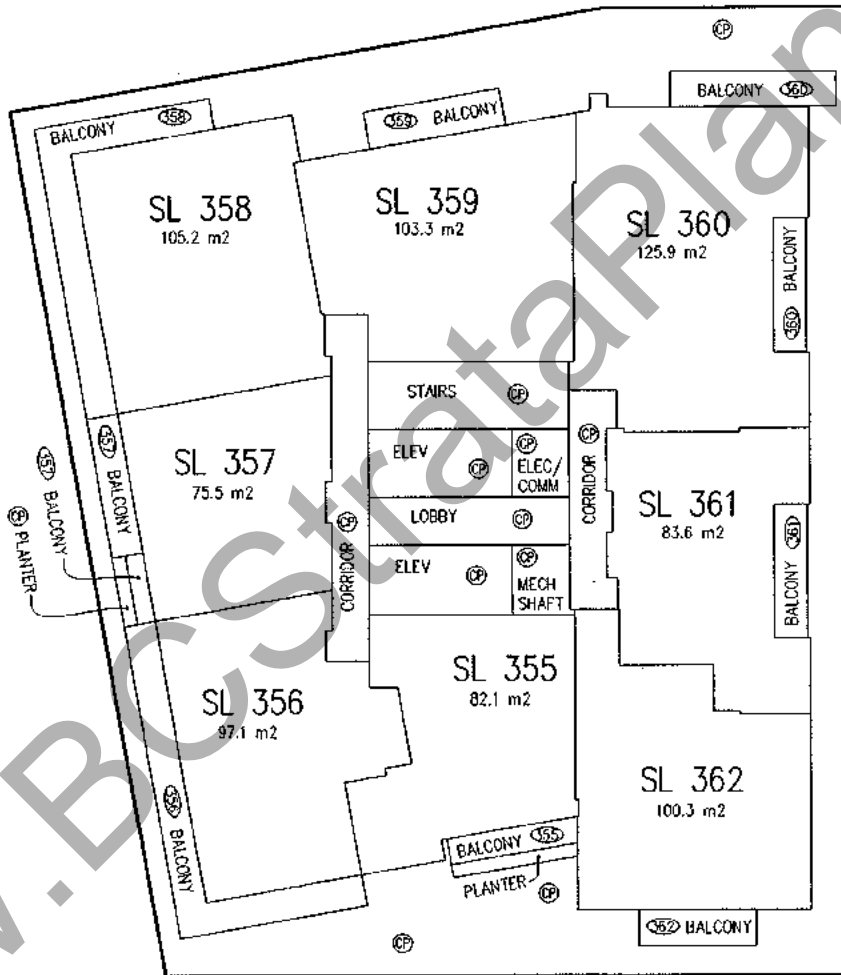 CP
BALCONY 360
BALCONY 358
359 BALCONY
SL 358
105.2 m2
SL 359
103.3 m2
SL 360
125.9 m2
BALCONY
360
STAIRS CP
ELEV CP
CP
ELEC/
COMM
LOBBY CP
ELEV CP
CP
MECH
SHAFT
CP
CORRIDOR
CP
CORRIDOR
SL 357
75.5 m2
357 BALCONY
357 BALCONY
CP PLANTER
SL 361
83.6 m2
361
BALCONY
SL 355
82.1 m2
SL 356
97.1 m2
SL 362
100.3 m2
356 BALCONY
BALCONY 355
PLANTER
CP
CP
362 BALCONY
w.BCStrataPlan